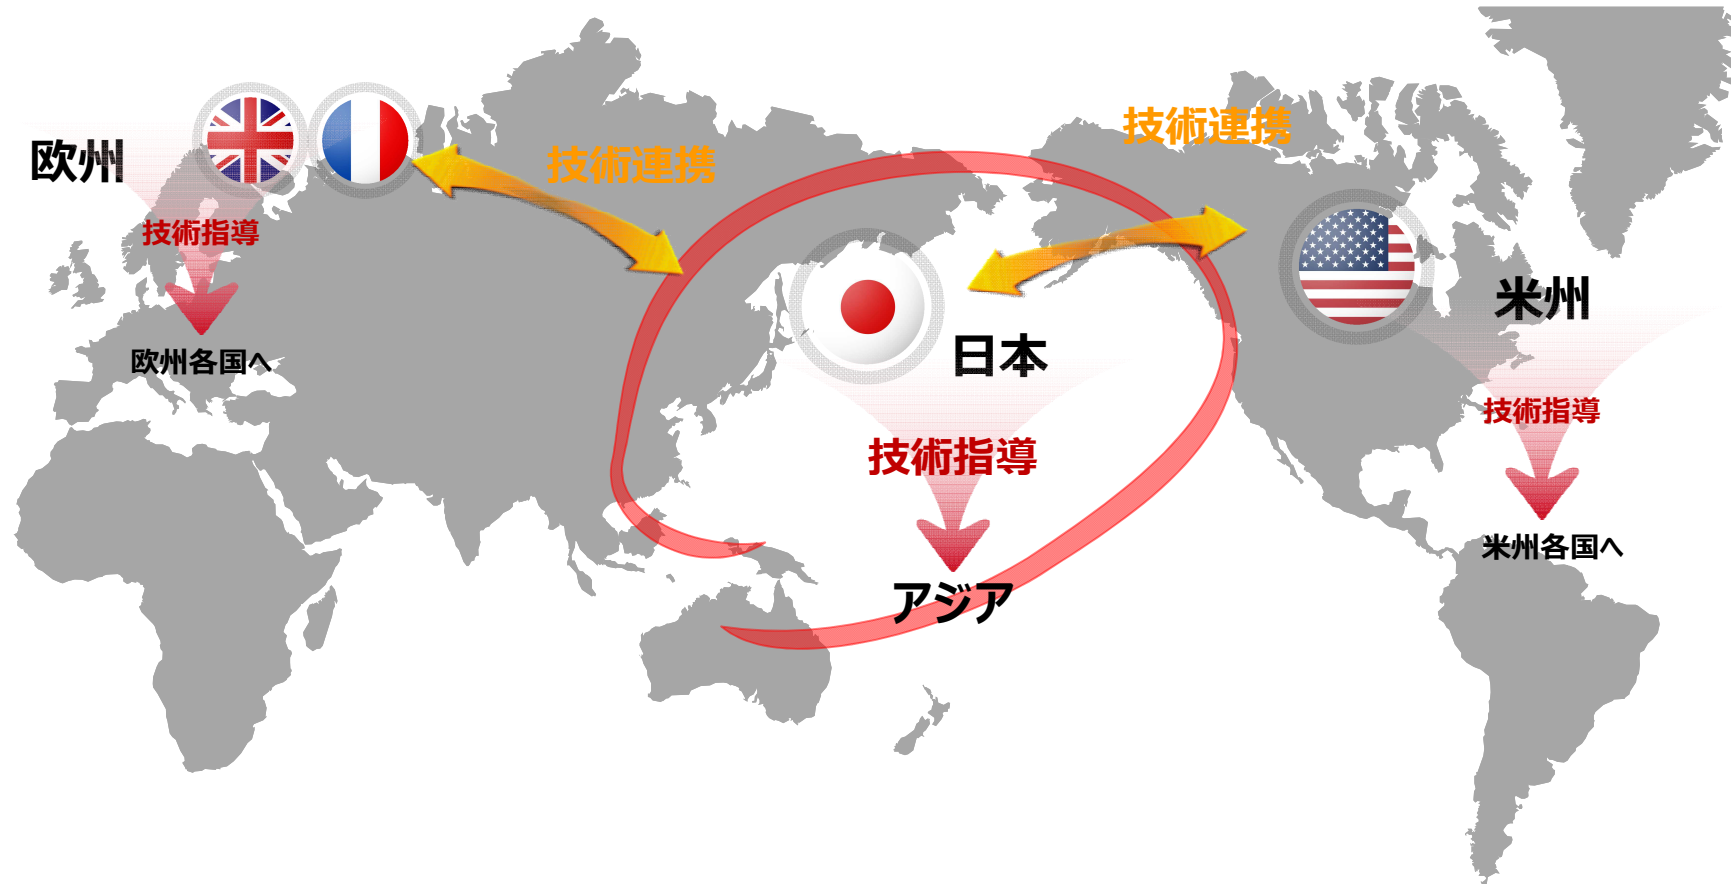 欧州
技術指導
欧州各国へ
技術連携
技術連携
日本
技術指導
アジア
米州
技術指導
米州各国へ